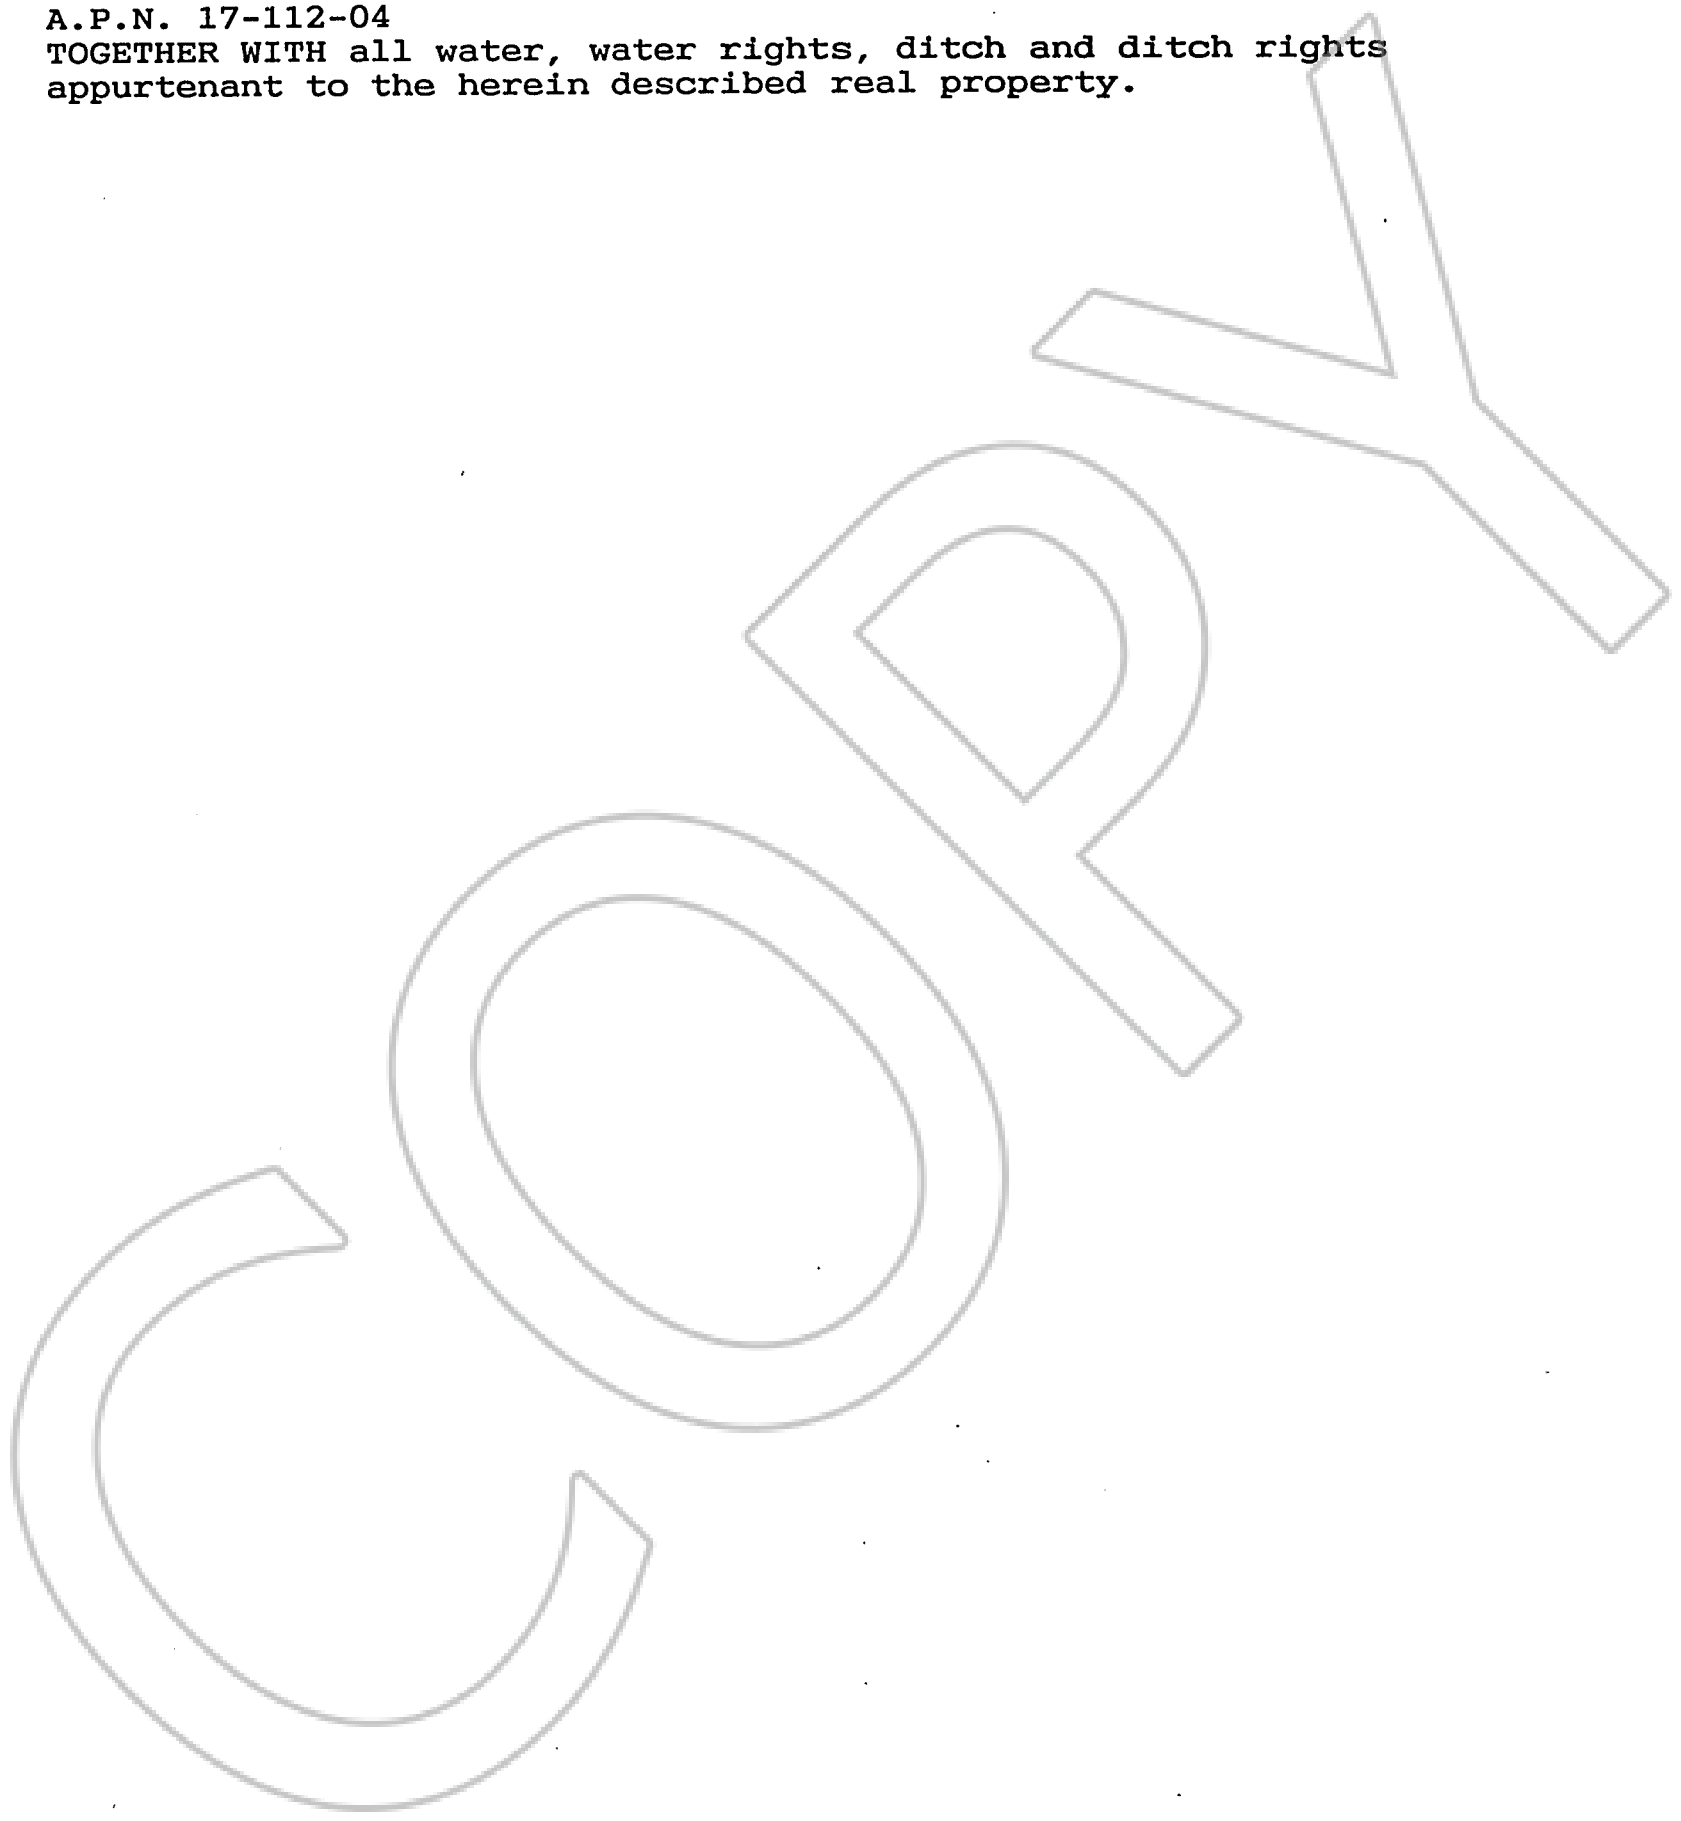 A.P.N. 17-112-04
TOGETHER WITH all water, water rights, ditch and ditch rights
appurtenant to the herein described real property.
COPY